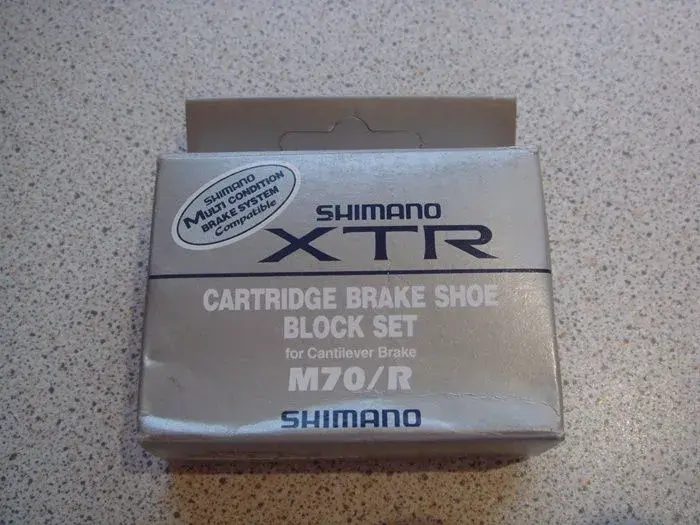 SHIMANO
MULTI CONDITION
BRAKE SYSTEM
Compatible
SHIMANO
XTR
CARTRIDGE BRAKE SHOE
BLOCK SET
for Cantilever Brake
M70/R
SHIMANO